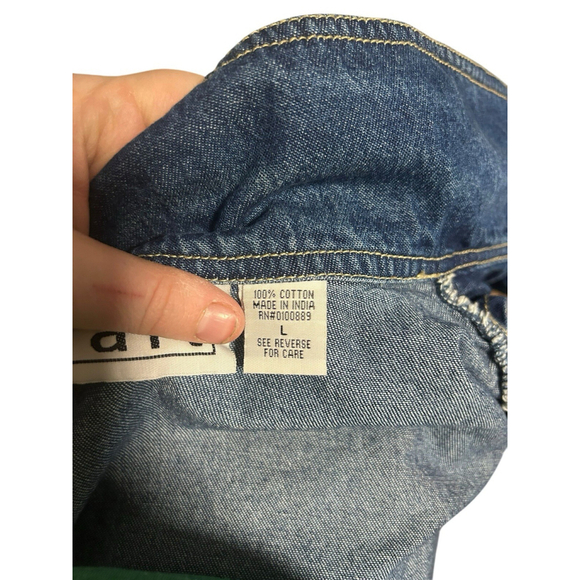 100% COTTON
MADE IN INDIA
RN#0100889
L
SEE REVERSE
FOR CARE